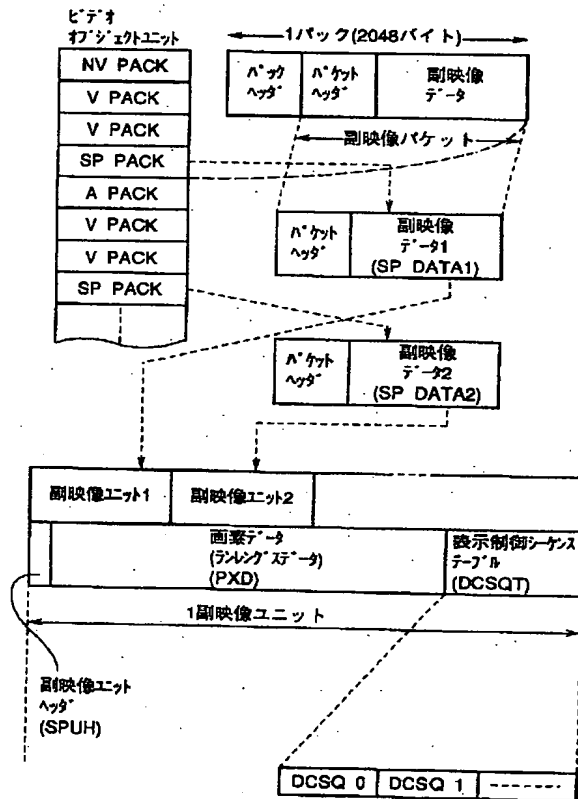 ビデオ
オブジェクトユニット
NV PACK
V PACK
V PACK
SP PACK
A PACK
V PACK
V PACK
SP PACK
1パック(2048バイト)
パック
ヘッダ
パケット
ヘッダ
副映像
データ
副映像パケット
パケット
ヘッダ
副映像
データ1
(SP DATA1)
パケット
ヘッダ
副映像
データ2
(SP DATA2)
副映像ユニット1
副映像ユニット2
画素データ
(ランレングスデータ)
(PXD)
表示制御シーケンス
テーブル
(DCSQT)
1副映像ユニット
副映像ユニット
ヘッダ
(SPUH)
DCSQ 0
DCSQ 1